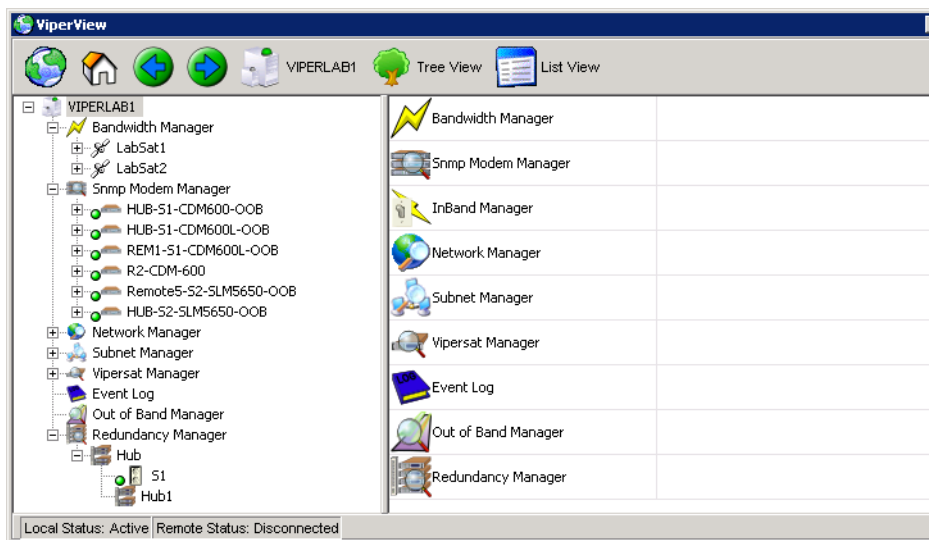 ViperView
VIPERLAB1 Tree View List View
VIPERLAB1
Bandwidth Manager
LabSat1
LabSat2
Snmp Modem Manager
HUB-S1-CDM600-OOB
HUB-S1-CDM600L-OOB
REM1-S1-CDM600L-OOB
R2-CDM-600
Remote5-S2-SLM5650-OOB
HUB-S2-SLM5650-OOB
Network Manager
Subnet Manager
Vipersat Manager
Event Log
Out of Band Manager
Redundancy Manager
Hub
S1
Hub1
Bandwidth Manager
Snmp Modem Manager
InBand Manager
Network Manager
Subnet Manager
Vipersat Manager
LOG
Event Log
Out of Band Manager
Redundancy Manager
Local Status: Active Remote Status: Disconnected